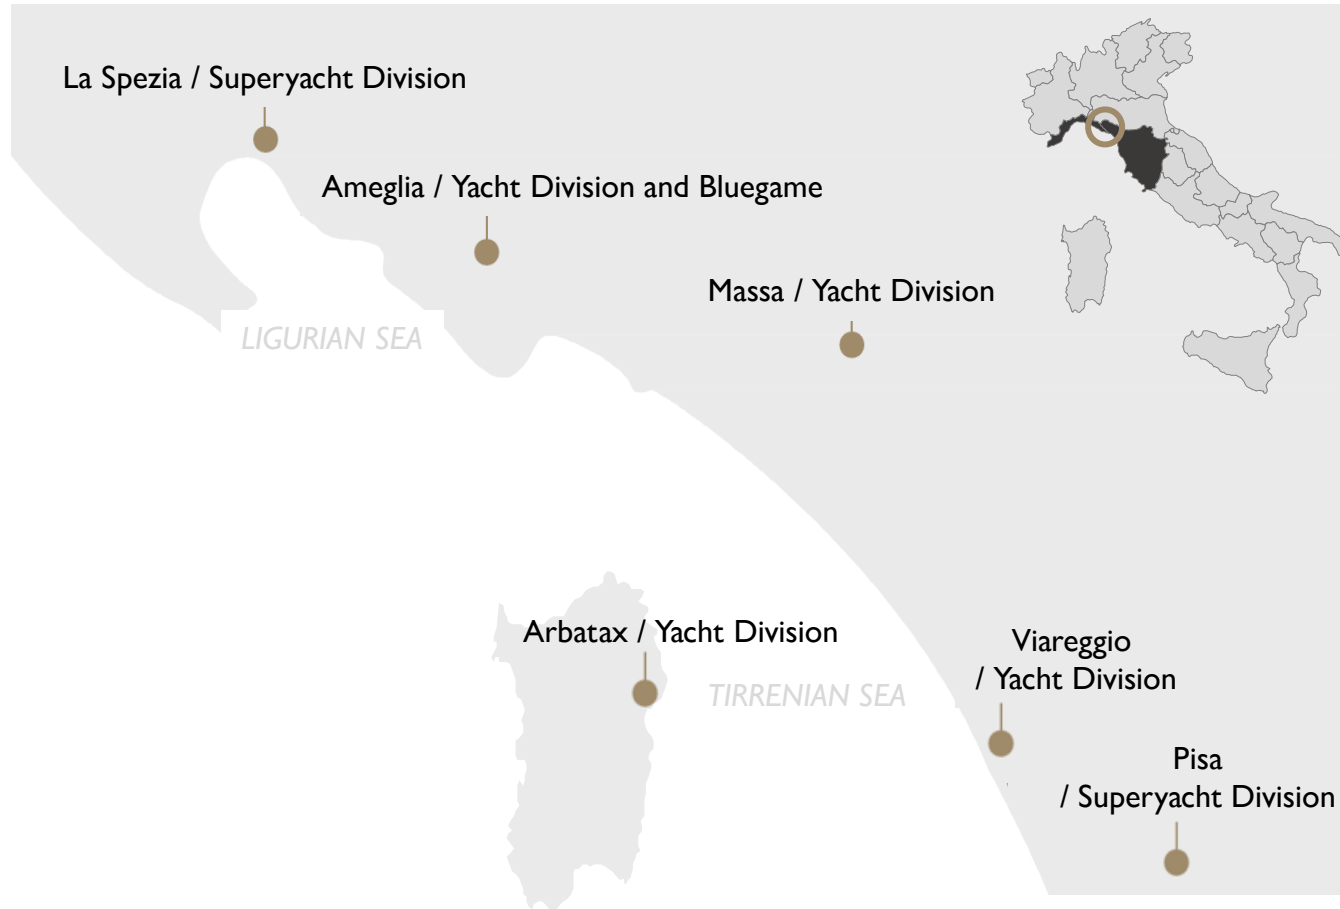 La Spezia / Superyacht Division
Ameglia / Yacht Division and Bluegame
Massa / Yacht Division
LIGURIAN SEA
Arbatax / Yacht Division
TIRRENIAN SEA
Viareggio
/ Yacht Division
Pisa
/ Superyacht Division